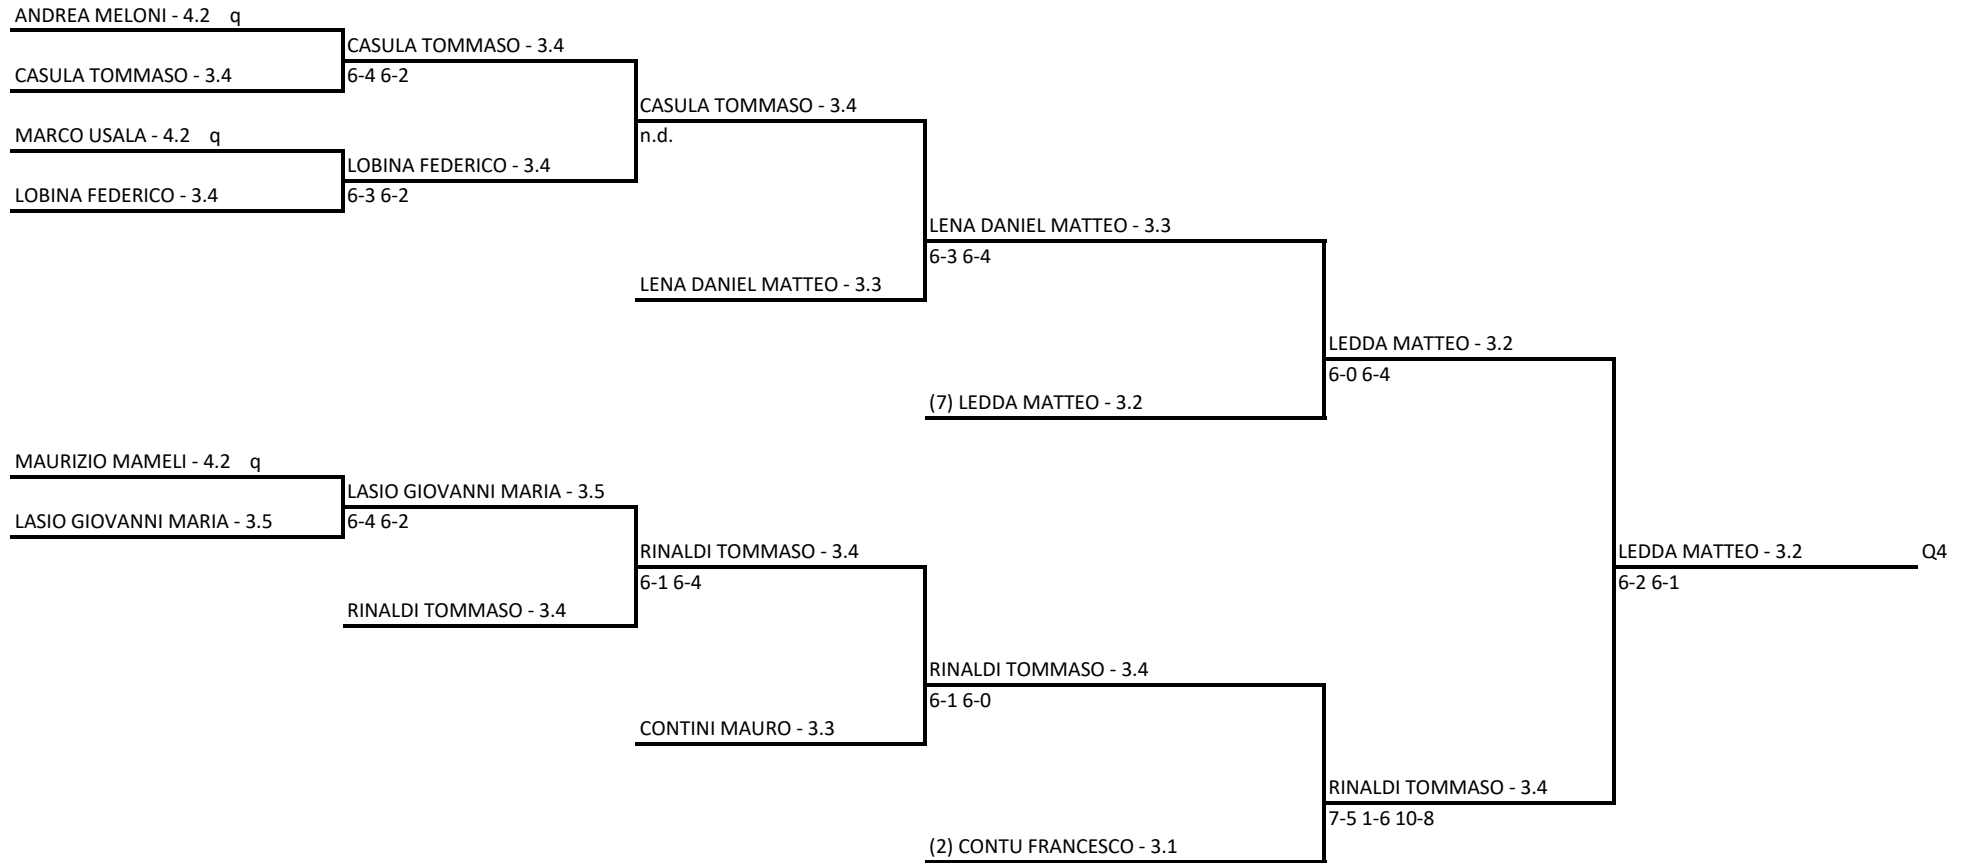 ANDREA MELONI - 4.2 q
CASULA TOMMASO - 3.4
CASULA TOMMASO - 3.4
6-4 6-2
CASULA TOMMASO - 3.4
MARCO USALA - 4.2 q
n.d.
LOBINA FEDERICO - 3.4
LOBINA FEDERICO - 3.4
6-3 6-2
LENA DANIEL MATTEO - 3.3
6-3 6-4
LENA DANIEL MATTEO - 3.3
LEDDA MATTEO - 3.2
6-0 6-4
(7) LEDDA MATTEO - 3.2
MAURIZIO MAMELI - 4.2 q
LASIO GIOVANNI MARIA - 3.5
LASIO GIOVANNI MARIA - 3.5
6-4 6-2
RINALDI TOMMASO - 3.4
LEDDA MATTEO - 3.2
Q4
6-1 6-4
6-2 6-1
RINALDI TOMMASO - 3.4
RINALDI TOMMASO - 3.4
6-1 6-0
CONTINI MAURO - 3.3
RINALDI TOMMASO - 3.4
7-5 1-6 10-8
(2) CONTU FRANCESCO - 3.1